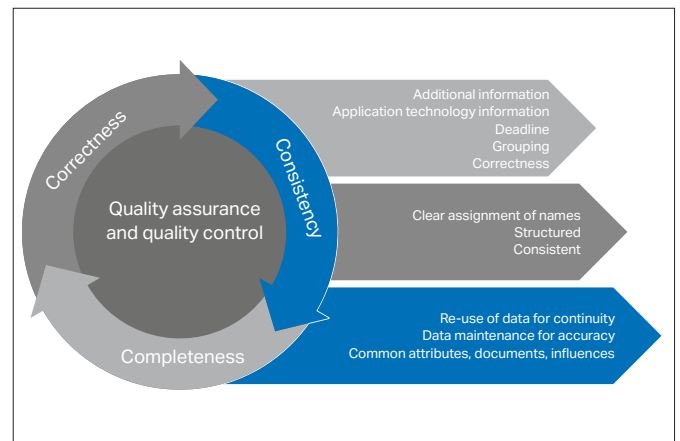 Correctness
Consistency
Completeness
Quality assurance
and quality control
Additional information
Application technology information
Deadline
Grouping
Correctness
Clear assignment of names
Structured
Consistent
Re-use of data for continuity
Data maintenance for accuracy
Common attributes, documents, influences